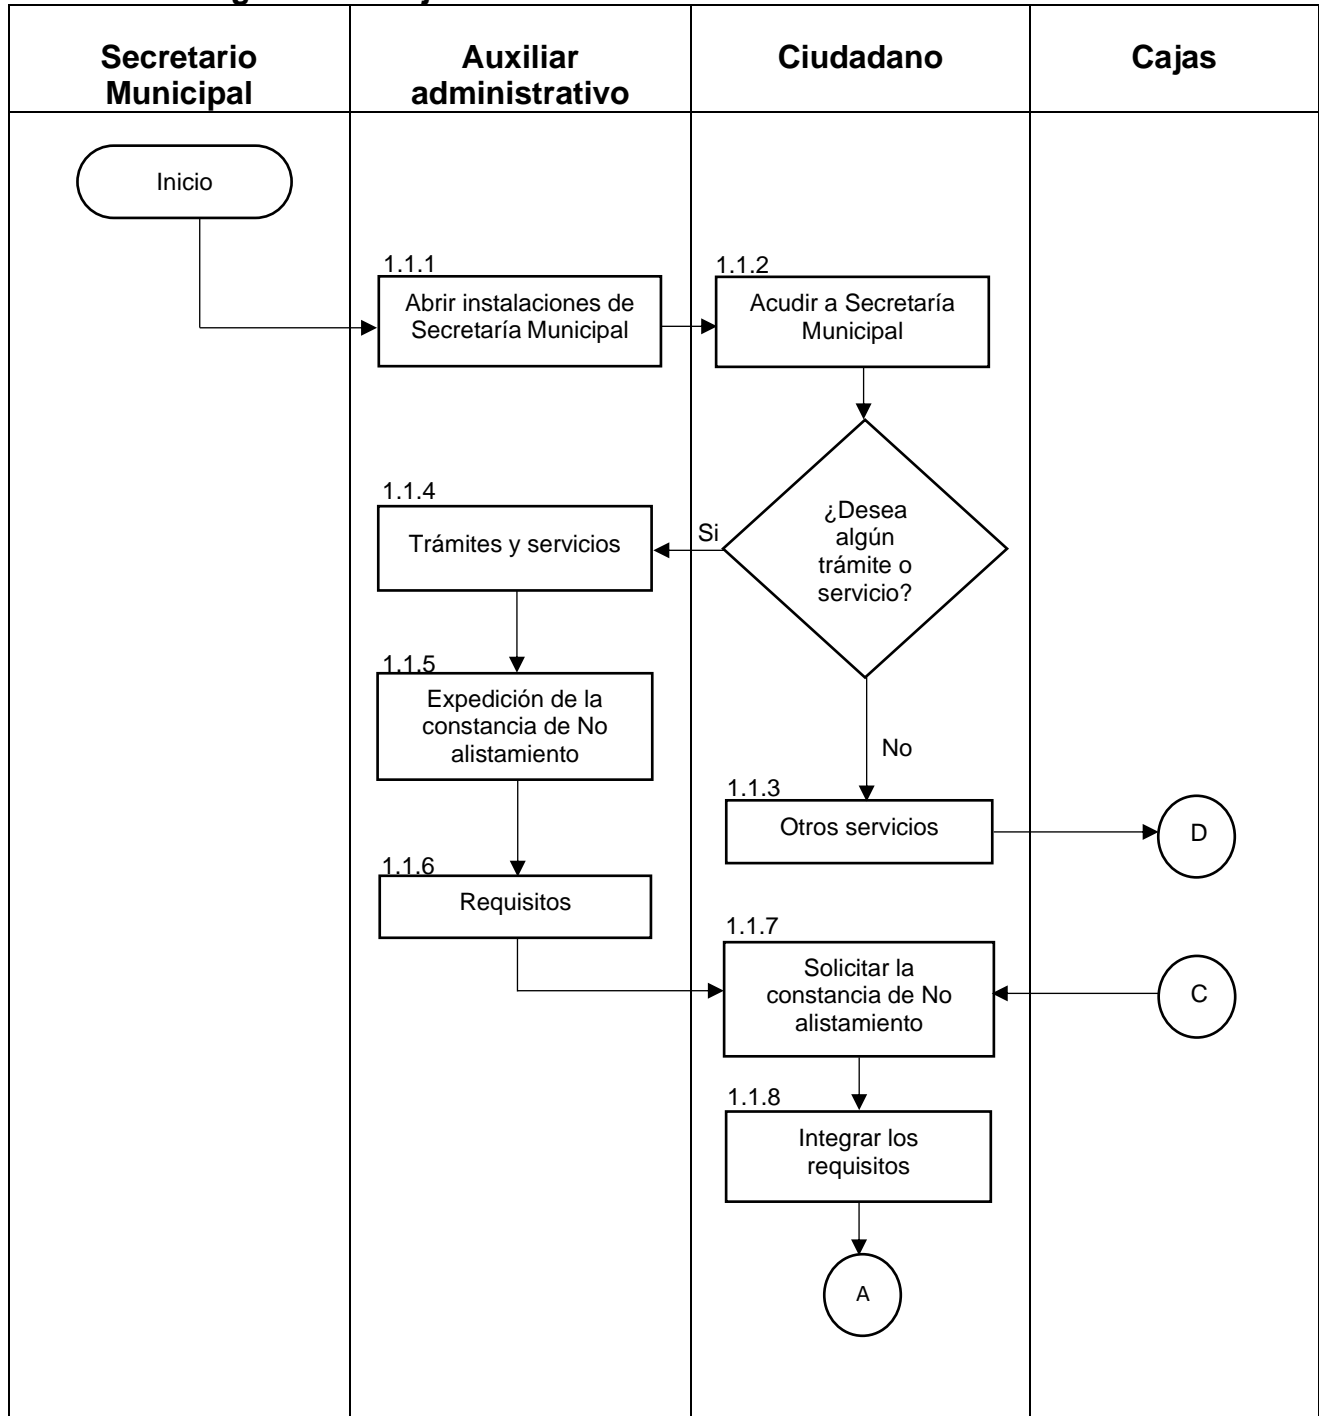 Secretario
Municipal
Auxiliar
administrativo
Ciudadano
Cajas
Inicio
1.1.1
Abrir instalaciones de
Secretaría Municipal
1.1.2
Acudir a Secretaría
Municipal
¿Desea
algún
trámite o
servicio?
Si
1.1.4
Trámites y servicios
1.1.5
Expedición de la
constancia de No
alistamiento
No
1.1.3
Otros servicios
D
1.1.6
Requisitos
1.1.7
Solicitar la
constancia de No
alistamiento
C
1.1.8
Integrar los
requisitos
A